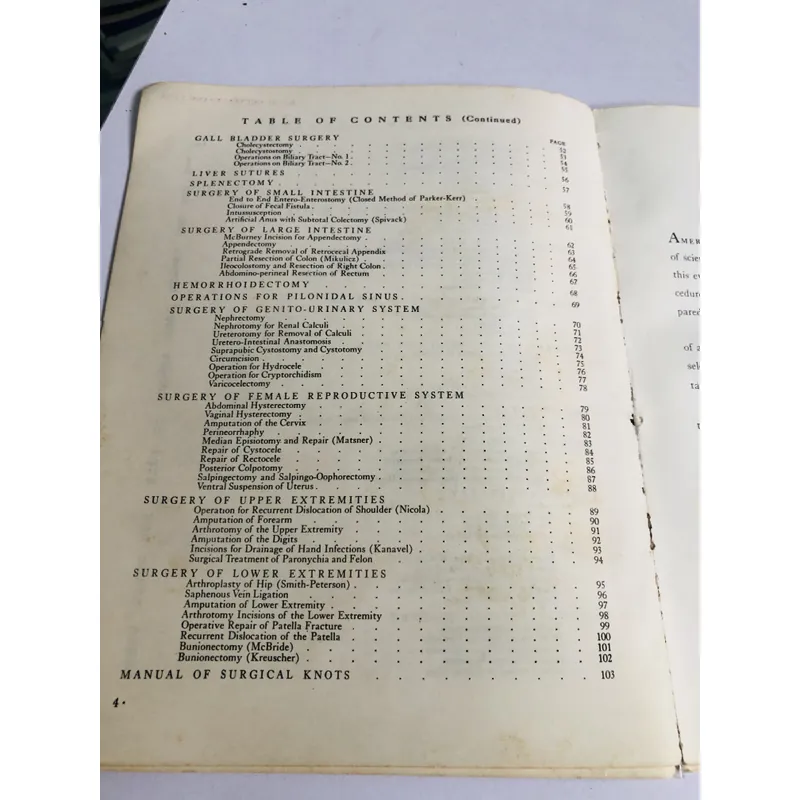 TABLE OF CONTENTS (Continued)
PAGE
GALL BLADDER SURGERY
Cholecystectomy . . . . . . . . . . 52
Cholecystostomy . . . . . . . . . . 53
Operations on Biliary Tract—No. 1 . . . . . . . . . . 54
Operations on Biliary Tract—No. 2 . . . . . . . . . . 55
LIVER SUTURES . . . . . . . . . . 56
SPLENECTOMY . . . . . . . . . . 57
SURGERY OF SMALL INTESTINE
End to End Entero-Enterostomy (Closed Method of Parker-Kerr) . . . . . 58
Closure of Fecal Fistula . . . . . . . . . . 59
Intussusception . . . . . . . . . . 60
Artificial Anus with Subtotal Colectomy (Spivack) . . . . . . . . 61
SURGERY OF LARGE INTESTINE
McBurney Incision for Appendectomy . . . . . . . . . . 62
Appendectomy . . . . . . . . . . 63
Retrograde Removal of Retrocecal Appendix . . . . . . . . . 64
Partial Resection of Colon (Mikulicz) . . . . . . . . . . 65
Ileocolostomy and Resection of Right Colon . . . . . . . . . 66
Abdomino-perineal Resection of Rectum . . . . . . . . . 67
HEMORRHOIDECTOMY . . . . . . . . . . 68
OPERATIONS FOR PILONIDAL SINUS . . . . . . . . 69
SURGERY OF GENITO-URINARY SYSTEM
Nephrectomy . . . . . . . . . . 70
Nephrotomy for Renal Calculi . . . . . . . . . . 71
Ureterotomy for Removal of Calculi . . . . . . . . . . 72
Uretero-Intestinal Anastomosis . . . . . . . . . . 73
Suprapubic Cystostomy and Cystotomy . . . . . . . . . . 74
Circumcision . . . . . . . . . . 75
Operation for Hydrocele . . . . . . . . . . 76
Operation for Cryptorchidism . . . . . . . . . . 77
Varicocelectomy . . . . . . . . . . 78
SURGERY OF FEMALE REPRODUCTIVE SYSTEM
Abdominal Hysterectomy . . . . . . . . . . 79
Vaginal Hysterectomy . . . . . . . . . . 80
Amputation of the Cervix . . . . . . . . . . 81
Perineorrhaphy . . . . . . . . . . 82
Median Episiotomy and Repair (Matsner) . . . . . . . . . 83
Repair of Cystocele . . . . . . . . . . 84
Repair of Rectocele . . . . . . . . . . 85
Posterior Colpotomy . . . . . . . . . . 86
Salpingectomy and Salpingo-Oophorectomy . . . . . . . . . 87
Ventral Suspension of Uterus . . . . . . . . . . 88
SURGERY OF UPPER EXTREMITIES
Operation for Recurrent Dislocation of Shoulder (Nicola) . . . . . . . 89
Amputation of Forearm . . . . . . . . . . 90
Arthrotomy of the Upper Extremity . . . . . . . . . . 91
Amputation of the Digits . . . . . . . . . . 92
Incisions for Drainage of Hand Infections (Kanavel) . . . . . . . . 93
Surgical Treatment of Paronychia and Felon . . . . . . . . . 94
SURGERY OF LOWER EXTREMITIES
Arthroplasty of Hip (Smith-Peterson) . . . . . . . . . . 95
Saphenous Vein Ligation . . . . . . . . . . 96
Amputation of Lower Extremity . . . . . . . . . . 97
Arthrotomy Incisions of the Lower Extremity . . . . . . . . . 98
Operative Repair of Patella Fracture . . . . . . . . . . 99
Recurrent Dislocation of the Patella . . . . . . . . . . 100
Bunionectomy (McBride) . . . . . . . . . . 101
Bunionectomy (Kreuscher) . . . . . . . . . . 102
MANUAL OF SURGICAL KNOTS . . . . . . . . . . 103
4 ·
AMER
of scie
this ev
cedure
pared
of a
sel
ta
t